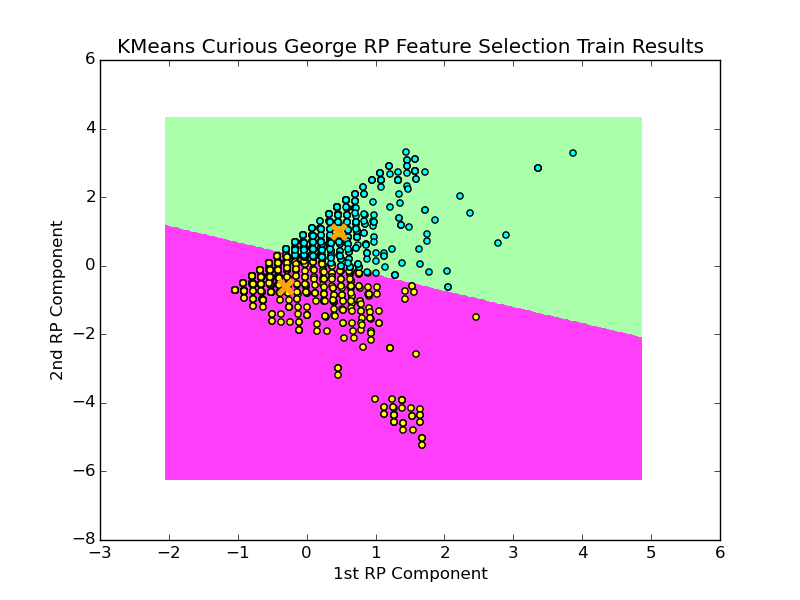 KMeans Curious George RP Feature Selection Train Results
6
4
2
0
−2
−4
−6
−8
2nd RP Component
−3 −2 −1 0 1 2 3 4 5 6
1st RP Component